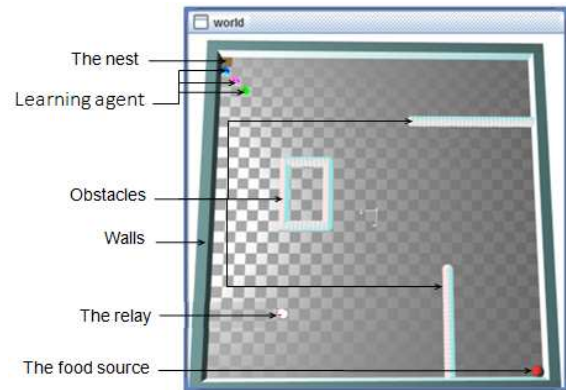 world
The nest
Learning agent
Obstacles
Walls
The relay
The food source